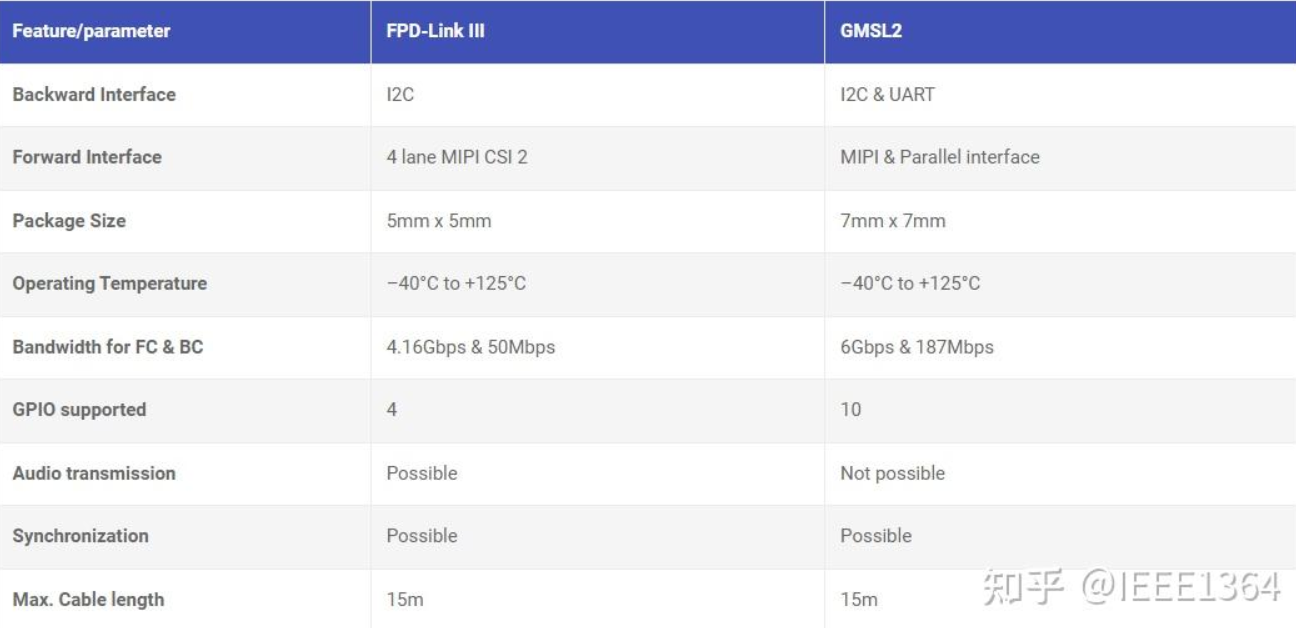 Feature/parameter FPD-Link III GMSL2
Backward Interface I2C I2C & UART
Forward Interface 4 lane MIPI CSI 2 MIPI & Parallel interface
Package Size 5mm x 5mm 7mm x 7mm
Operating Temperature −40°C to +125°C −40°C to +125°C
Bandwidth for FC & BC 4.16Gbps & 50Mbps 6Gbps & 187Mbps
GPIO supported 4 10
Audio transmission Possible Not possible
Synchronization Possible Possible
Max. Cable length 15m 15m
知乎 @IEEE1364